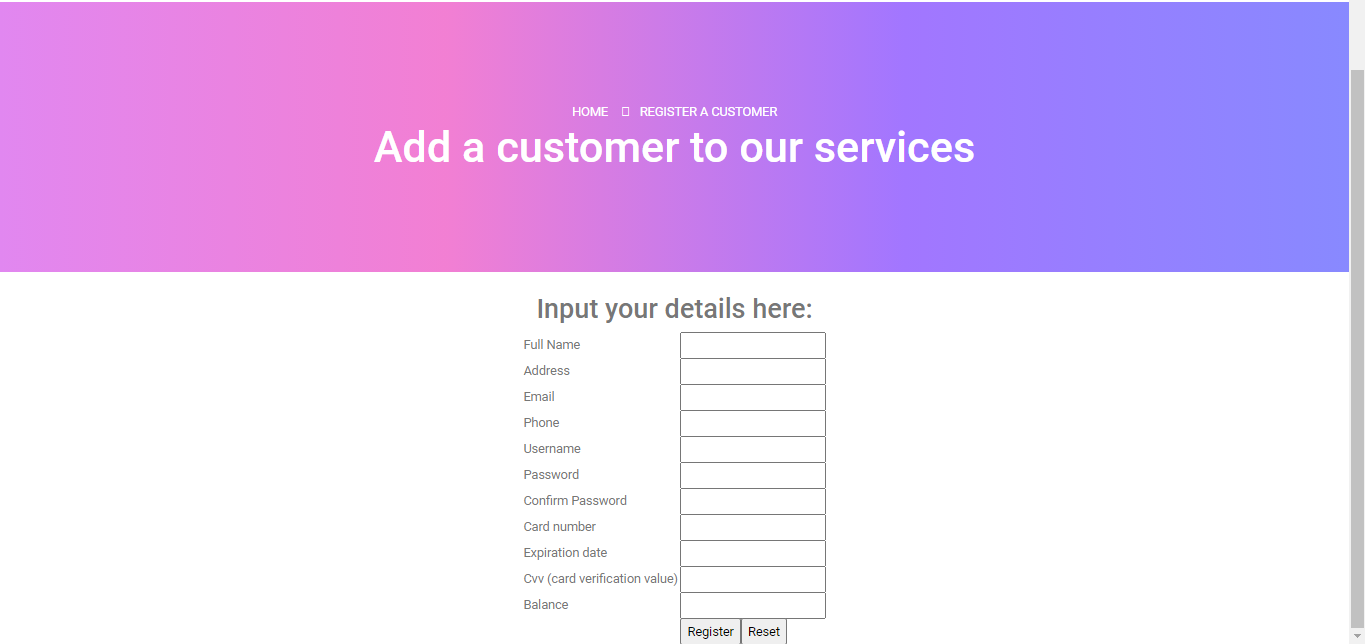 HOME REGISTER A CUSTOMER
Add a customer to our services
Input your details here:
Full Name
Address
Email
Phone
Username
Password
Confirm Password
Card number
Expiration date
Cvv (card verification value)
Balance
Register Reset